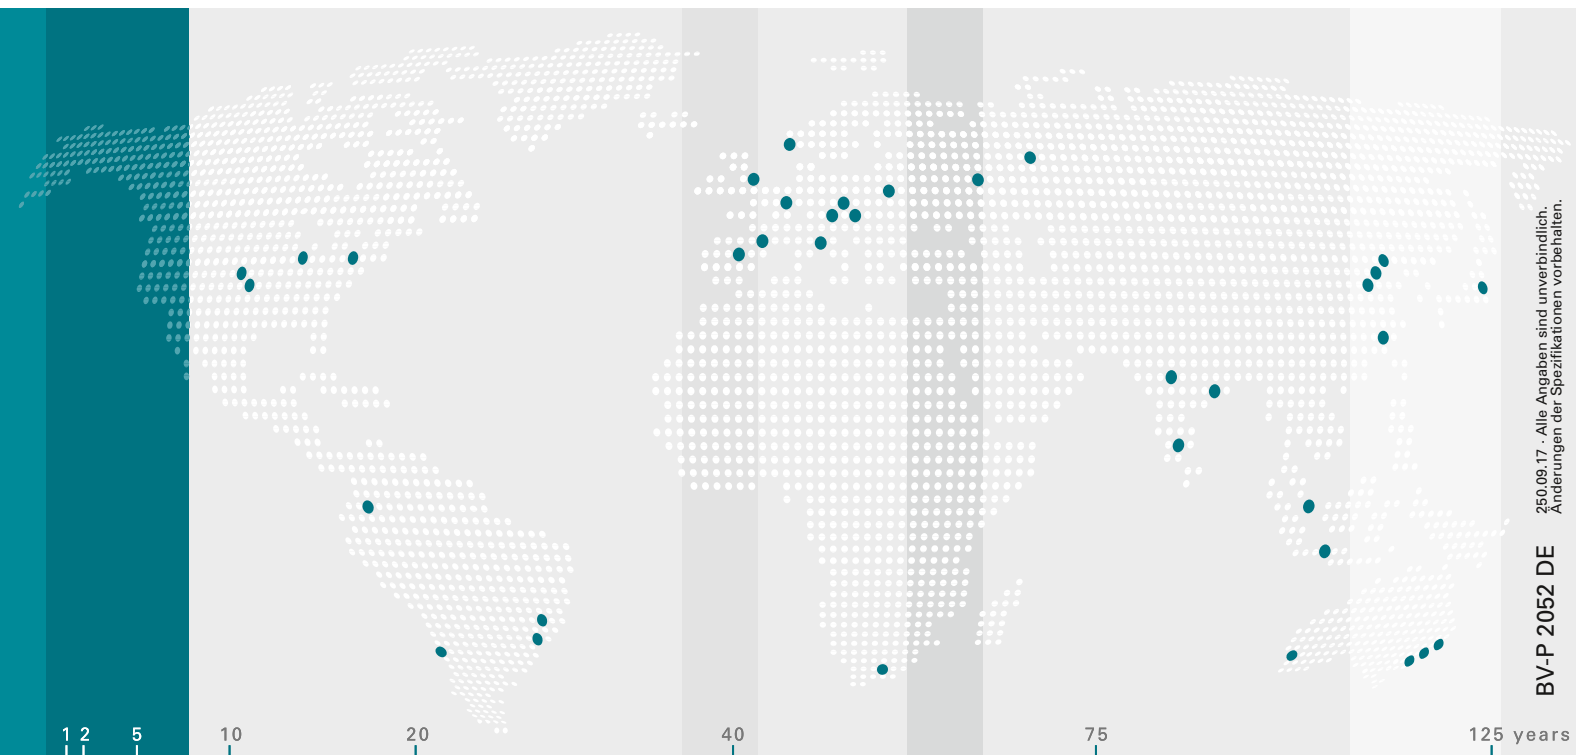 250.09.17 · Alle Angaben sind unverbindlich.
Änderungen der Spezifikationen vorbehalten.
BV-P 2052 DE
1 2 5 10 20 40 75 125 years